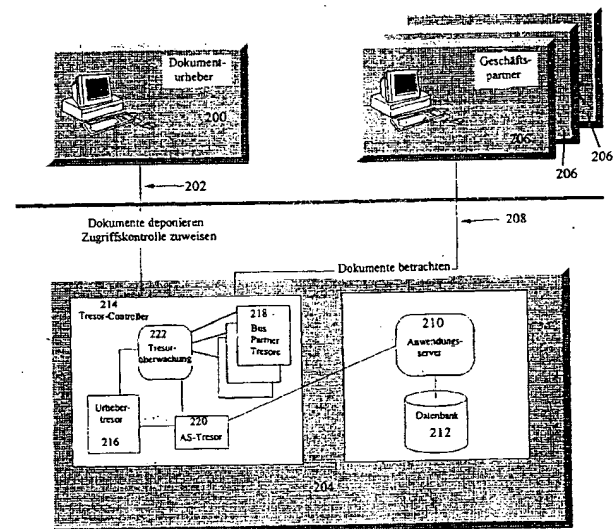 Dokument-
urheber
200
Geschäfts-
partner
206
206
206
202
208
Dokumente deponieren
Zugriffskontrolle zuweisen
Dokumente betrachten
214
Tresor-Controller
222
Tresor-
überwachung
218
Bus
Partner
Tresore
210
Anwendungs-
server
Urheber-
tresor
216
220
AS-Tresor
Datenbank
212
204